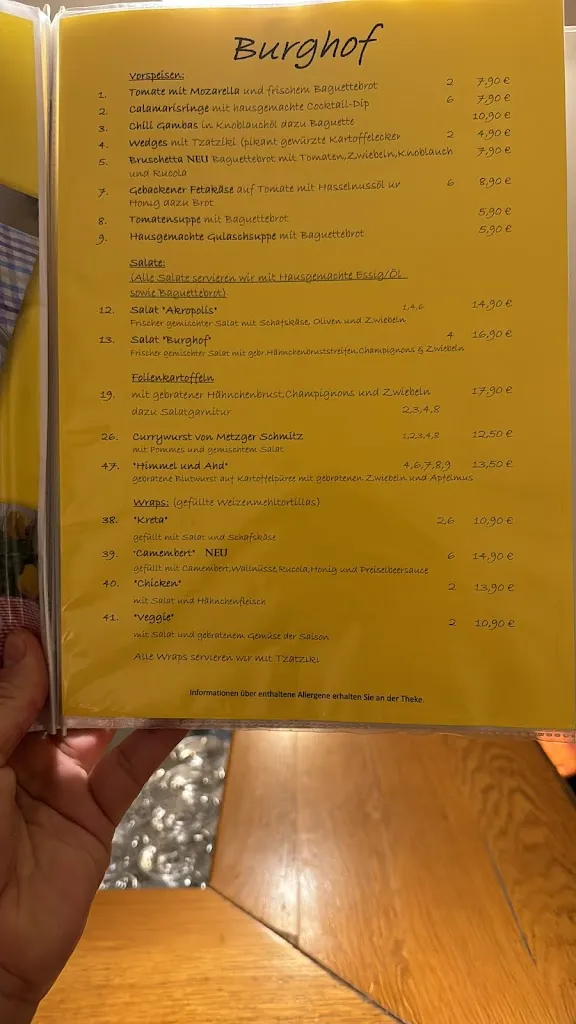 Burghof
Vorspeisen:
1. Tomate mit Mozarella und frischem Baguettebrot 2 7,90 €
2. Calamarisringe mit hausgemachte Cocktail-Dip 6 7,90 €
3. Chili Gambas in Knoblauchöl dazu Baguette 10,90 €
4. Wedges mit Tzatziki (pikant gewürzte Kartoffelecker 2 4,90 €
5. Bruschetta NEU Baguettebrot mit Tomaten,Zwiebeln,Knoblauch 7,90 €
und Rucola
7. Gebackener Fetakäse auf Tomate mit Hasselnussöl ur 6 8,90 €
Honig dazu Brot
8. Tomatensuppe mit Baguettebrot 5,90 €
9. Hausgemachte Gulaschsuppe mit Baguettebrot 5,90 €
Salate:
(Alle Salate servieren wir mit Hausgemachte Essig/Öl
sowie Baguettebrot)
12. Salat "Akropolis" 1,4,6 14,90 €
Frischer gemischter Salat mit Schafskäse, Oliven und Zwiebeln
13. Salat "Burghof" 4 16,90 €
Frischer gemischter Salat mit gebr.Hähnchenbruststreifen,Champignons & Zwiebeln
Folienkartoffeln
19. mit gebratener Hähnchenbrust,Champignons und Zwiebeln 17,90 €
dazu Salatgarnitur 2,3,4,8
26. Currywurst von Metzger Schmitz 1,2,3,4,8 12,50 €
mit Pommes und gemischtem Salat
47. "Himmel und Ähd" 4,6,7,8,9 13,50 €
gebratene Blutwurst auf Kartoffelpüree mit gebratenen Zwiebeln und Apfelmus
Wraps: (gefüllte Weizenmehltortillas)
38. "Kreta" 2,6 10,90 €
gefüllt mit Salat und Schafskäse
39. "Camembert" NEU 6 14,90 €
gefüllt mit Camembert,Wallnüsse,Rucola,Honig und Preiselbeersauce
40. "Chicken" 2 13,90 €
mit Salat und Hähnchenfleisch
41. "Veggie" 2 10,90 €
mit Salat und gebratenem Gemüse der Saison
Alle Wraps servieren wir mit Tzatziki
Informationen über enthaltene Allergene erhalten Sie an der Theke.